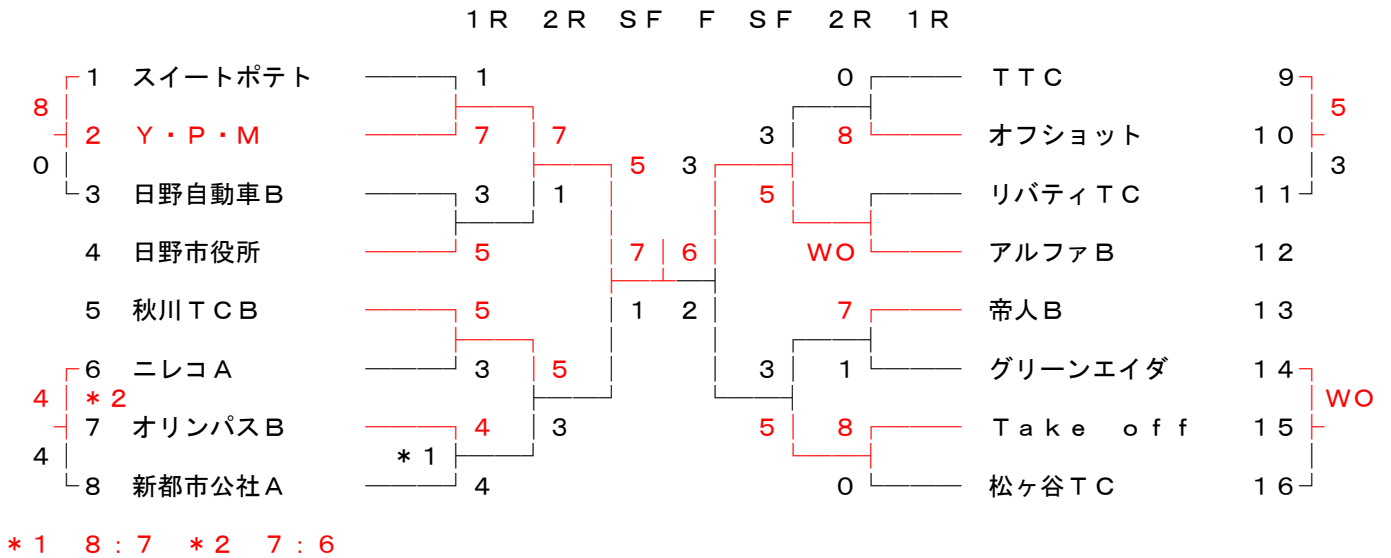 １Ｒ ２Ｒ ＳＦ Ｆ ＳＦ ２Ｒ １Ｒ
1 スイートポテト 1 0 ＴＴＣ 9
8 5
2 Ｙ・Ｐ・Ｍ 7 7 3 8 オフショット 10
0 5 3 3
3 日野自動車Ｂ 3 1 5 リバティＴＣ 11
4 日野市役所 5 7 6 ＷＯ アルファＢ 12
5 秋川ＴＣＢ 5 1 2 7 帝人Ｂ 13
6 ニレコＡ 3 5 3 1 グリーンエイダ 14
4 ＊２ ＷＯ
7 オリンパスＢ 4 3 5 8 Ｔａｋｅ ｏｆｆ 15
4 ＊１
8 新都市公社Ａ 4 0 松ヶ谷ＴＣ 16
＊１ ８：７ ＊２ ７：６